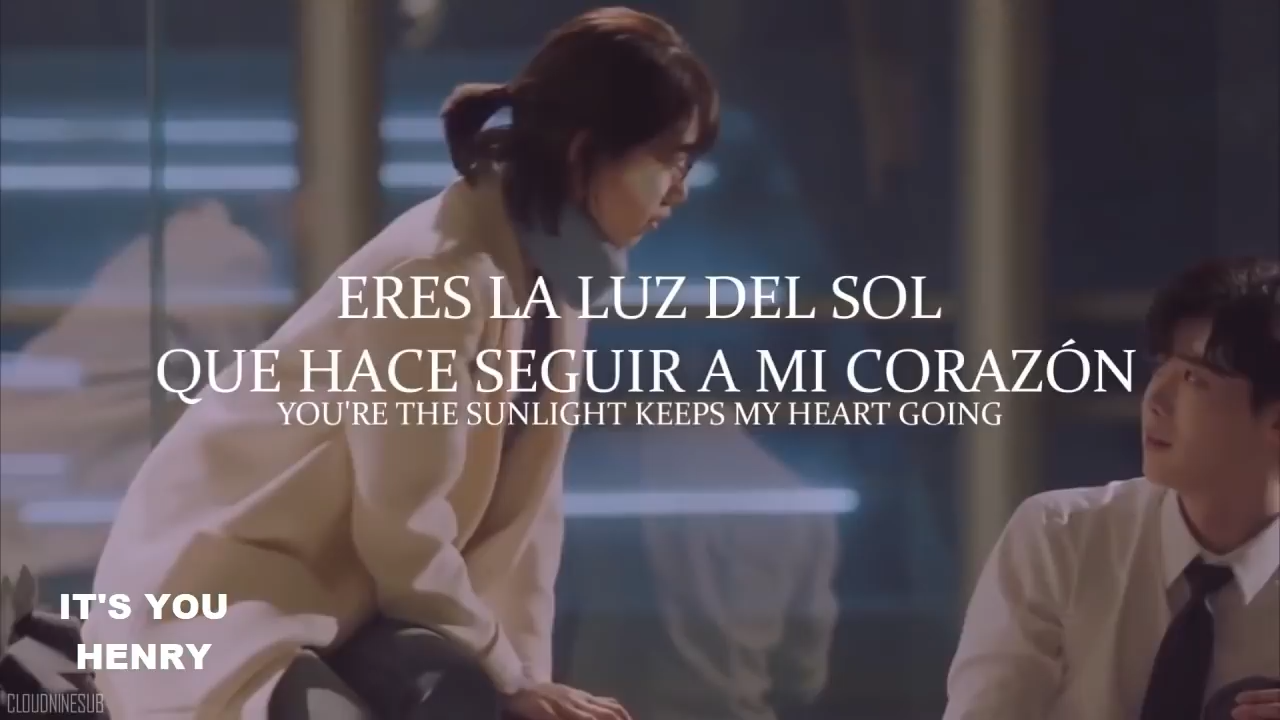 ERES LA LUZ DEL SOL
QUE HACE SEGUIR A MI CORAZÓN
YOU'RE THE SUNLIGHT KEEPS MY HEART GOING
IT'S YOU
HENRY
CLOUDNINESUB